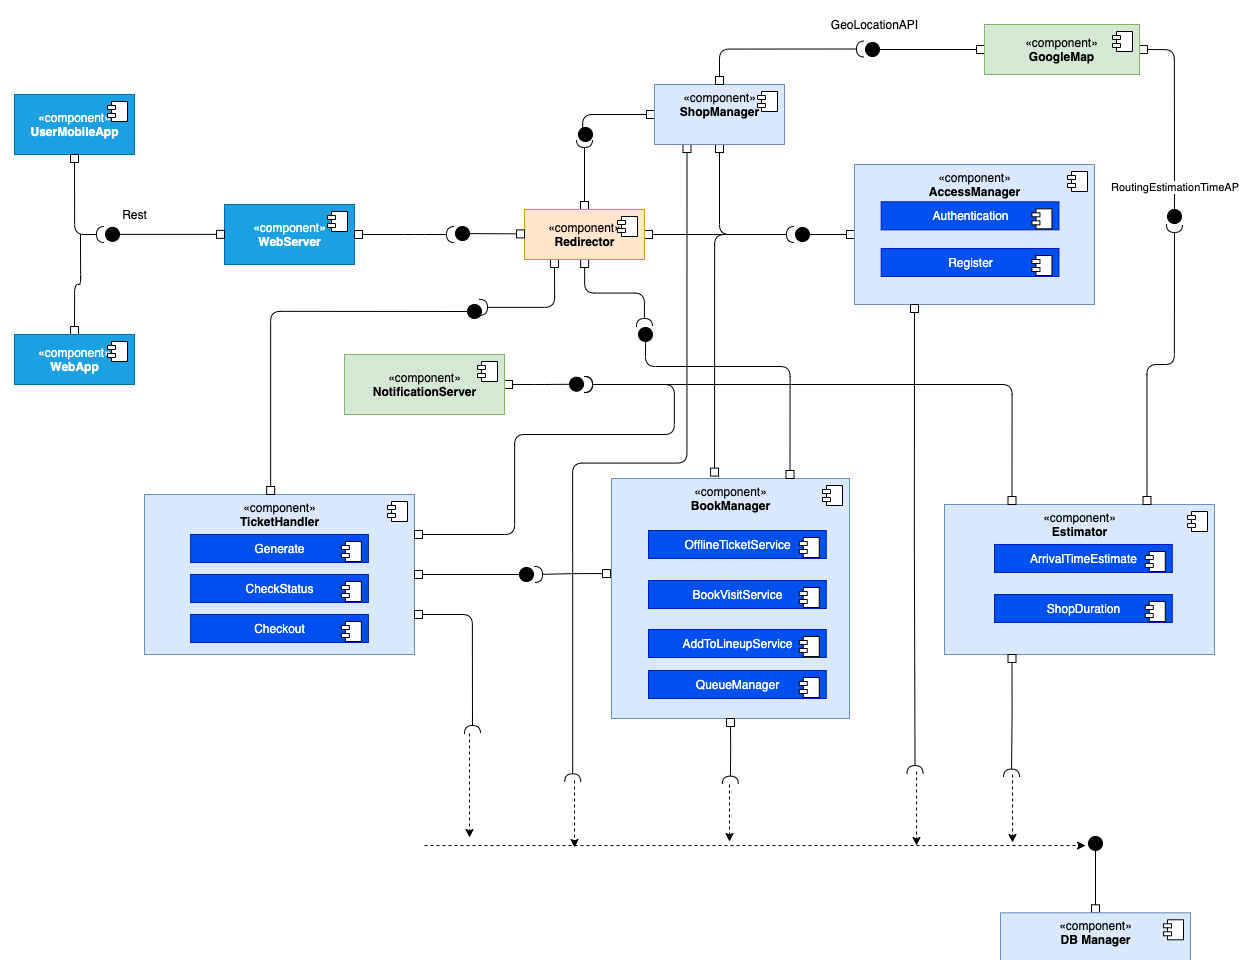 GeoLocationAPI
«component»
GoogleMap
«component»
ShopManager
«component»
UserMobileApp
«component»
AccessManager
Authentication
Register
RoutingEstimationTimeAP
Rest
«component»
WebServer
«component»
Redirector
«component»
WebApp
«component»
NotificationServer
«component»
TicketHandler
Generate
CheckStatus
Checkout
«component»
BookManager
OfflineTicketService
BookVisitService
AddToLineupService
QueueManager
«component»
Estimator
ArrivalTimeEstimate
ShopDuration
«component»
DB Manager